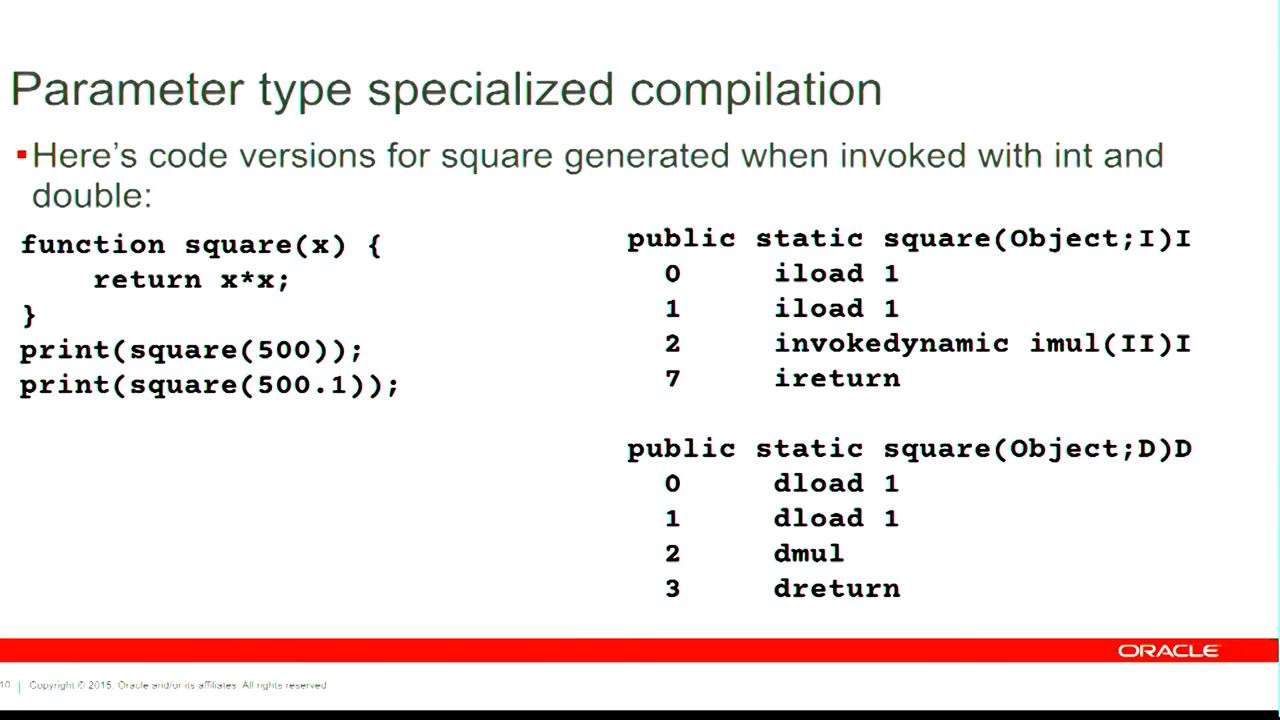 Parameter type specialized compilation
Here’s code versions for square generated when invoked with int and
double:
function square(x) {
    return x*x;
}
print(square(500));
print(square(500.1));
public static square(Object;I)I
0 iload 1
1 iload 1
2 invokedynamic imul(II)I
7 ireturn
public static square(Object;D)D
0 dload 1
1 dload 1
2 dmul
3 dreturn
ORACLE
10 | Copyright © 2015, Oracle and/or its affiliates. All rights reserved